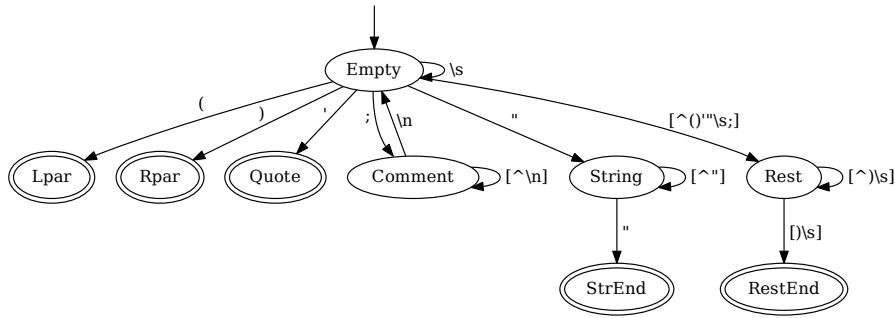 Empty
\s
(
)
'
;
\n
"
[^()'"\s;]
Lpar
Rpar
Quote
Comment
[^\n]
String
[^"]
Rest
[^)\s]
"
[)\s]
StrEnd
RestEnd